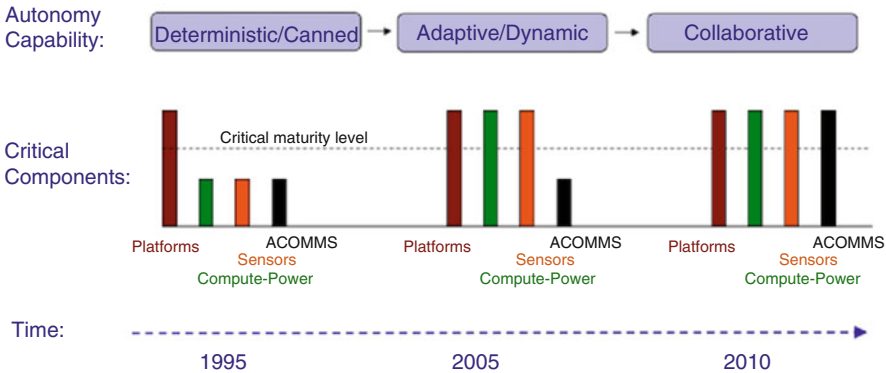 Autonomy
Capability:
Deterministic/Canned
Adaptive/Dynamic
Collaborative
Critical maturity level
Critical
Components:
Platforms
ACOMMS
Sensors
Compute-Power
Platforms
ACOMMS
Sensors
Compute-Power
Platforms
ACOMMS
Sensors
Compute-Power
Time:
1995
2005
2010